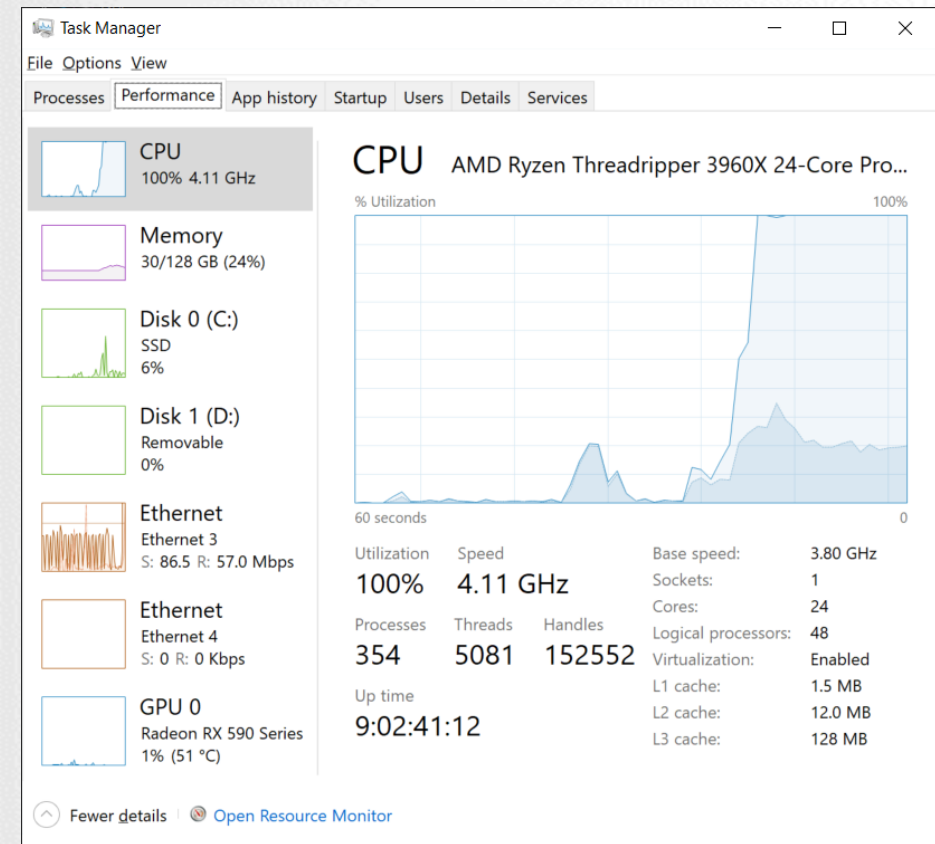 Task Manager
File Options View
Processes Performance App history Startup Users Details Services
CPU
100% 4.11 GHz
Memory
30/128 GB (24%)
Disk 0 (C:)
SSD
6%
Disk 1 (D:)
Removable
0%
Ethernet
Ethernet 3
S: 86.5 R: 57.0 Mbps
Ethernet
Ethernet 4
S: 0 R: 0 Kbps
GPU 0
Radeon RX 590 Series
1% (51 °C)
CPU AMD Ryzen Threadripper 3960X 24-Core Pro...
% Utilization 100%
60 seconds 0
Utilization Speed
100% 4.11 GHz
Processes Threads Handles
354 5081 152552
Up time
9:02:41:12
Base speed: 3.80 GHz
Sockets: 1
Cores: 24
Logical processors: 48
Virtualization: Enabled
L1 cache: 1.5 MB
L2 cache: 12.0 MB
L3 cache: 128 MB
Fewer details Open Resource Monitor